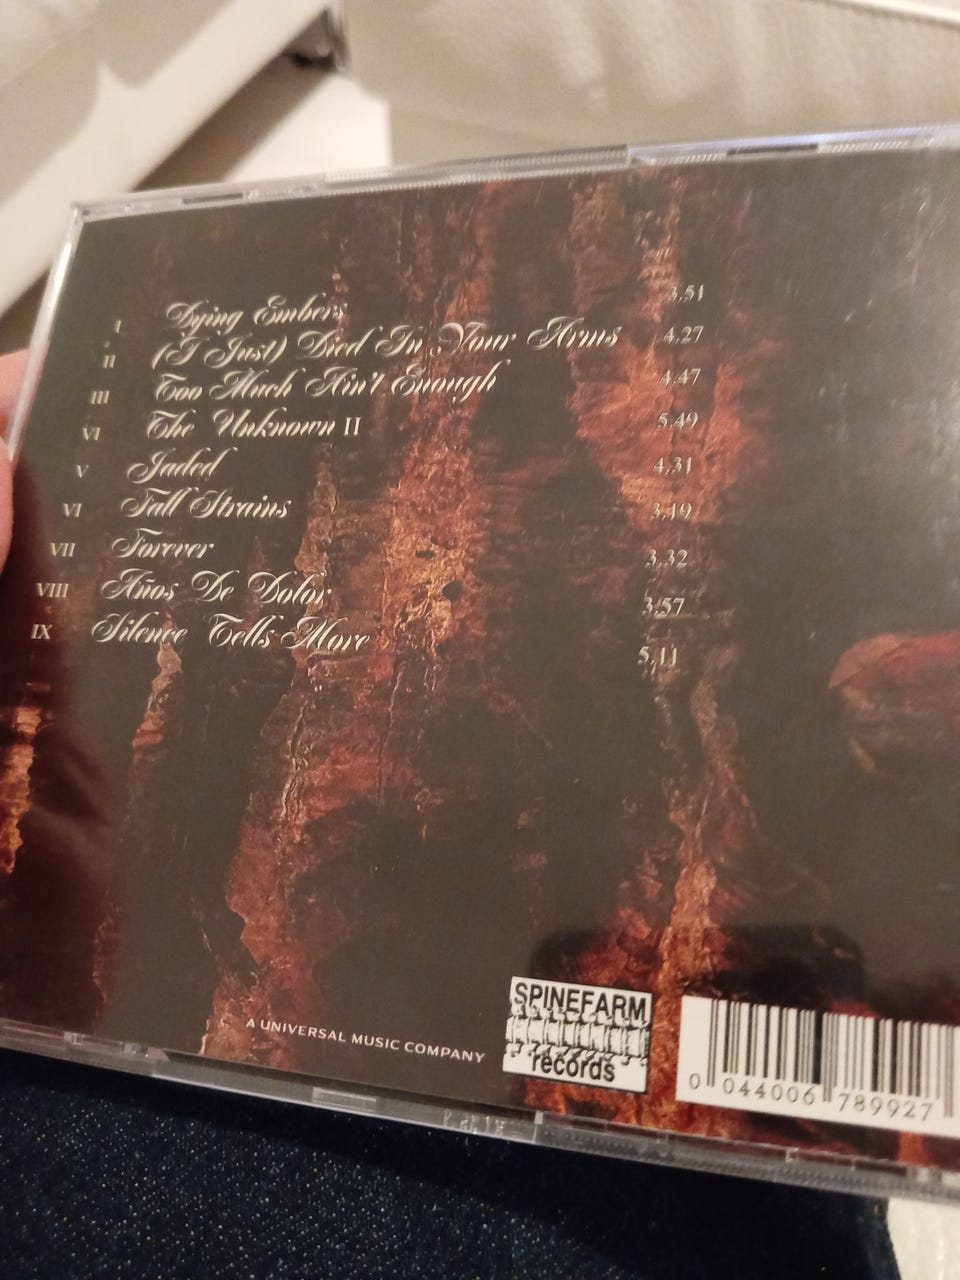 I Dying Embers 3.51
II (I Just) Died In Your Arms 4.27
III Too Much Ain't Enough 4.47
VI The Unknown II 5.49
V Jaded 4.31
VI Fall Strains 3.19
VII Forever 3.32
VIII Años De Dolor 3.57
IX Silence Tells More 5.11
A UNIVERSAL MUSIC COMPANY
SPINEFARM
records
0 044006 789927